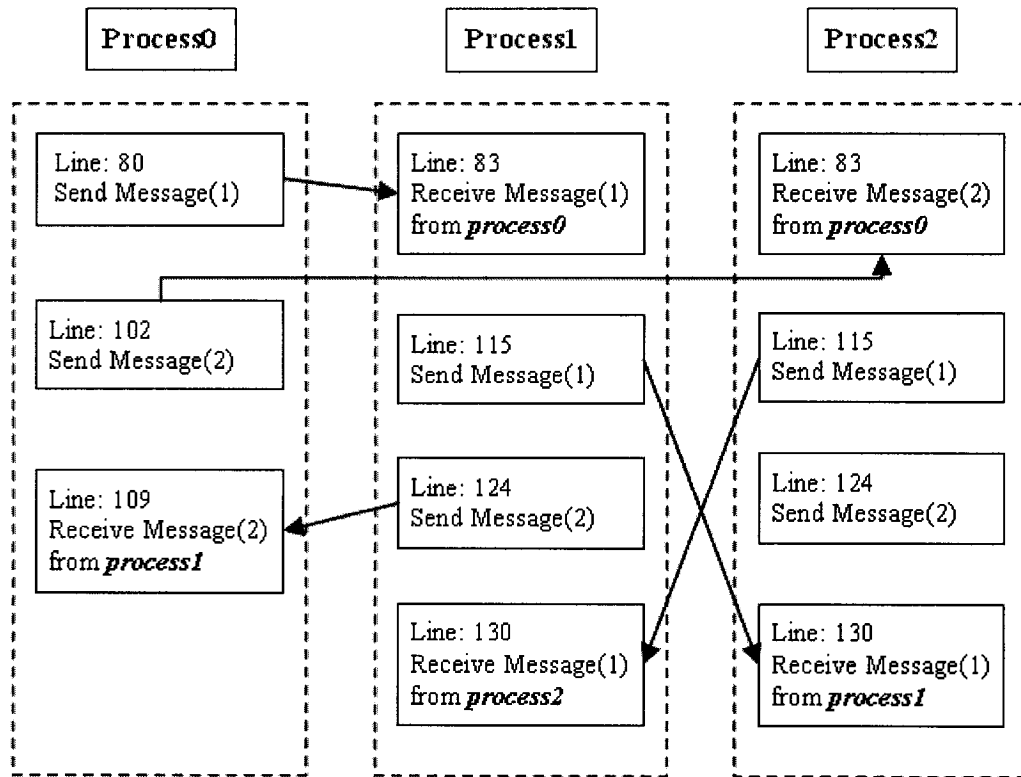 Process0
Process1
Process2
Line: 80
Send Message(1)
Line: 102
Send Message(2)
Line: 109
Receive Message(2)
from process1
Line: 83
Receive Message(1)
from process0
Line: 115
Send Message(1)
Line: 124
Send Message(2)
Line: 130
Receive Message(1)
from process2
Line: 83
Receive Message(2)
from process0
Line: 115
Send Message(1)
Line: 124
Send Message(2)
Line: 130
Receive Message(1)
from process1